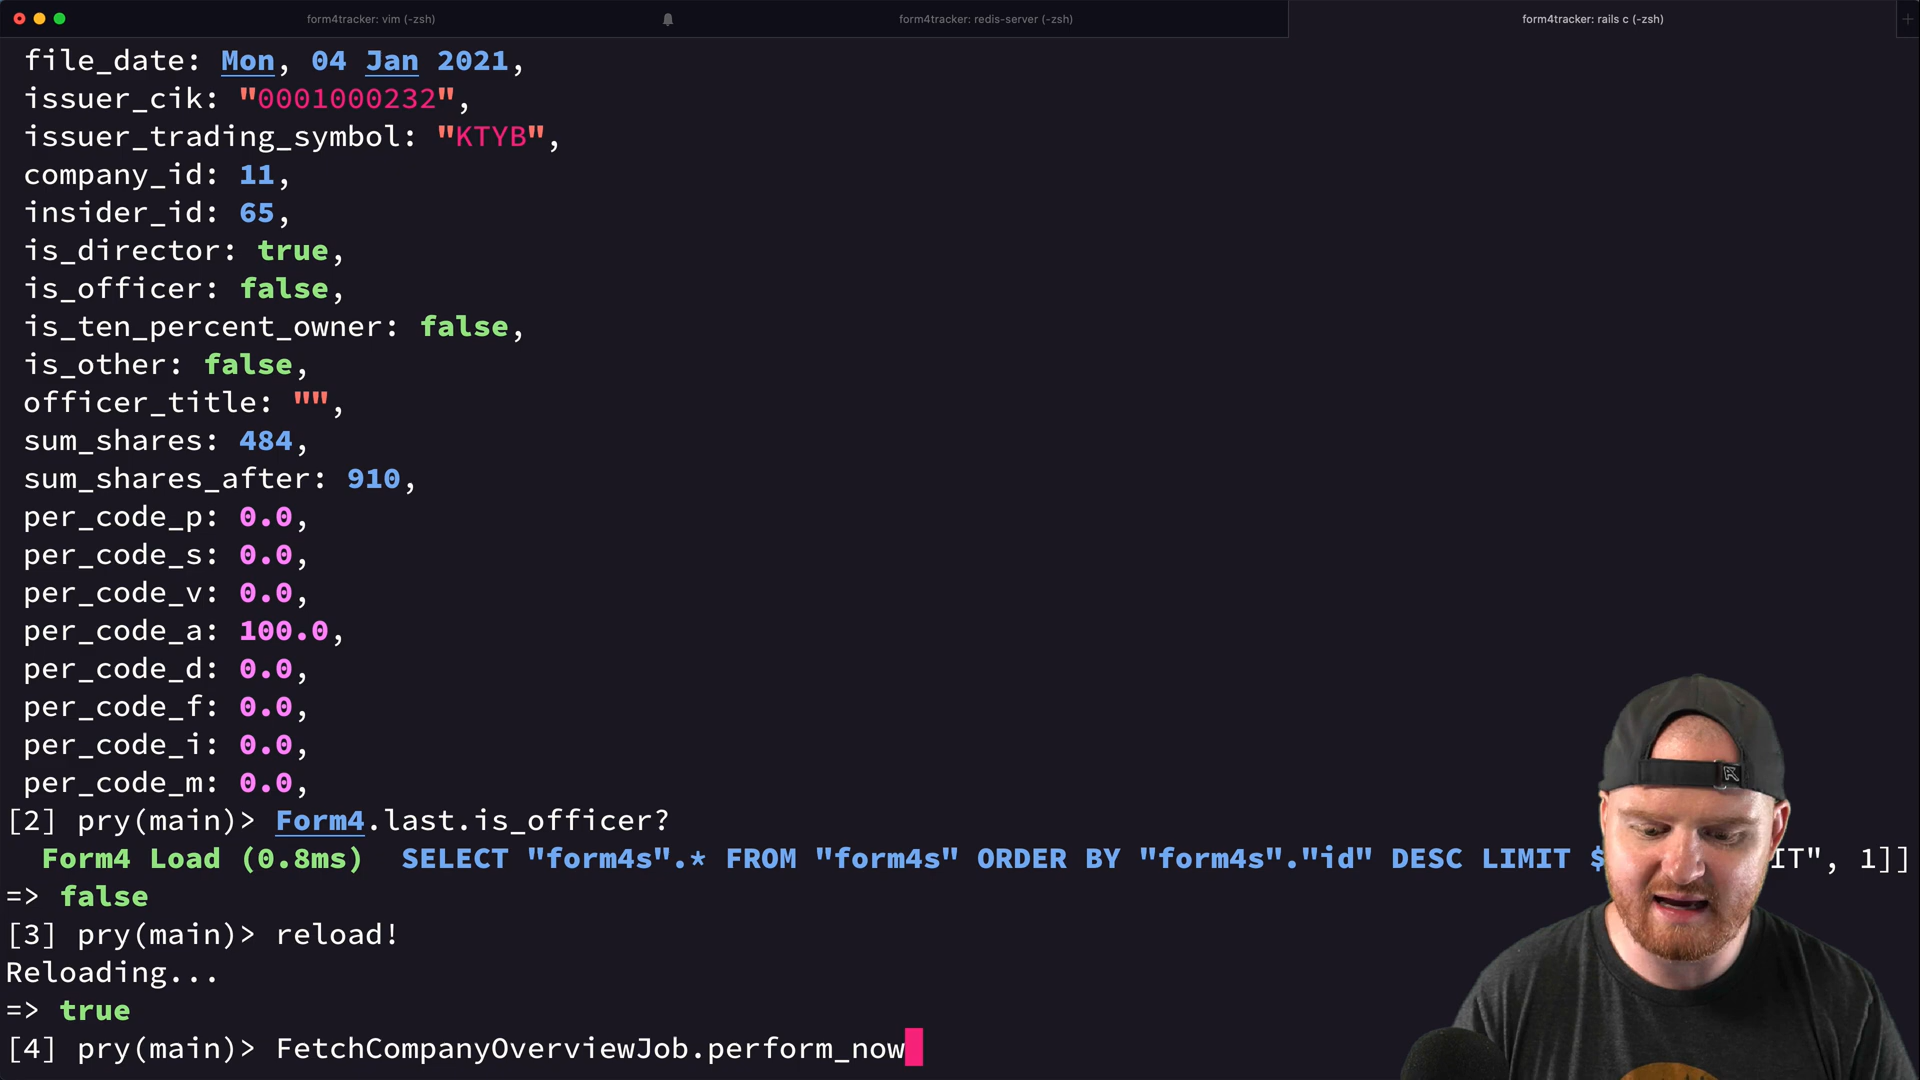 form4tracker: vim (-zsh)
form4tracker: redis-server (-zsh)
form4tracker: rails c (-zsh)
file_date: Mon, 04 Jan 2021,
issuer_cik: "0001000232",
issuer_trading_symbol: "KTYB",
company_id: 11,
insider_id: 65,
is_director: true,
is_officer: false,
is_ten_percent_owner: false,
is_other: false,
officer_title: "",
sum_shares: 484,
sum_shares_after: 910,
per_code_p: 0.0,
per_code_s: 0.0,
per_code_v: 0.0,
per_code_a: 100.0,
per_code_d: 0.0,
per_code_f: 0.0,
per_code_i: 0.0,
per_code_m: 0.0,
[2] pry(main)> Form4.last.is_officer?
Form4 Load (0.8ms) SELECT "form4s".* FROM "form4s" ORDER BY "form4s"."id" DESC LIMIT $ IT", 1]]
=> false
[3] pry(main)> reload!
Reloading...
=> true
[4] pry(main)> FetchCompanyOverviewJob.perform_now